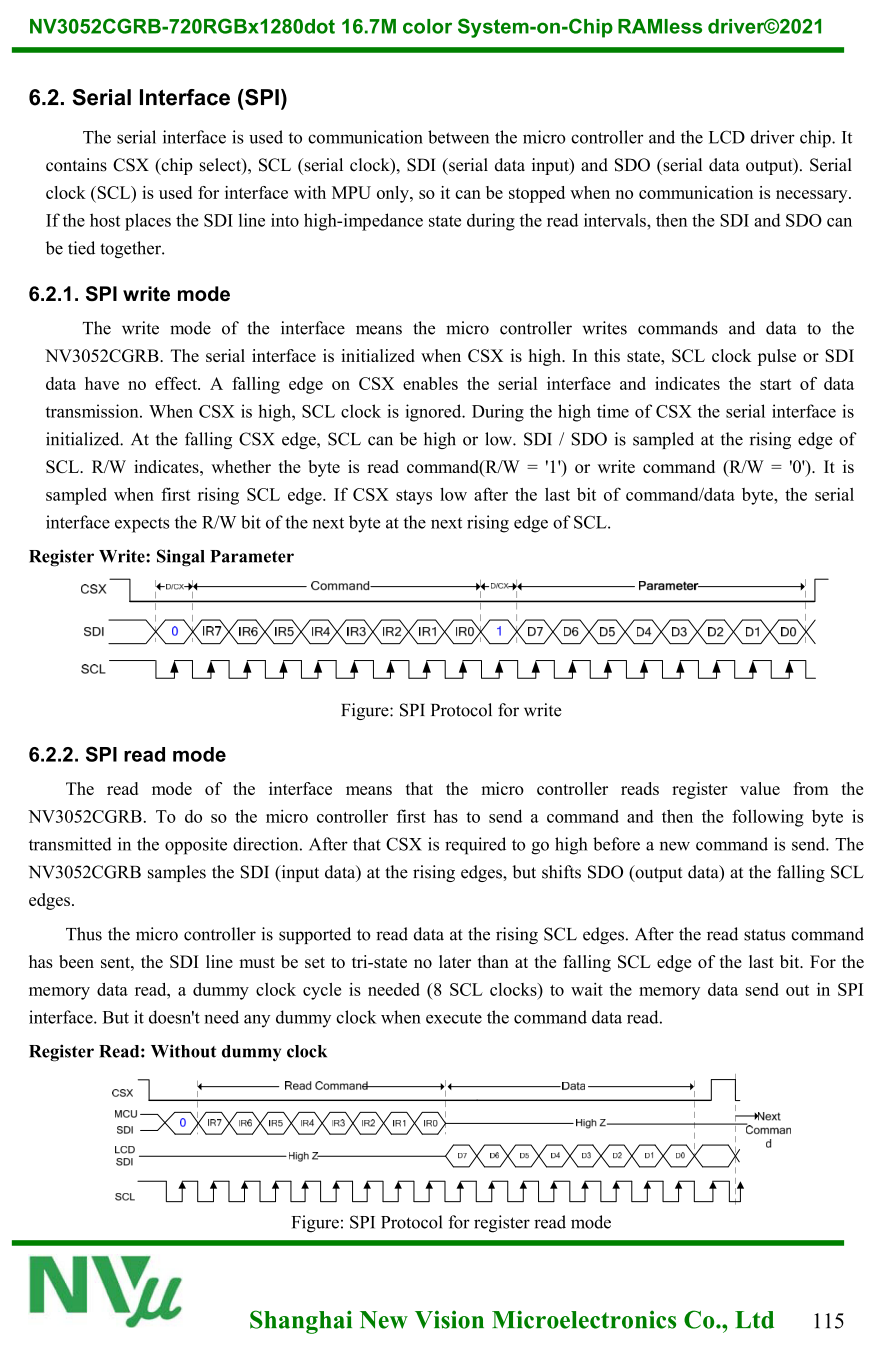 NV3052CGRB-720RGBx1280dot 16.7M color System-on-Chip RAMless driver©2021
6.2. Serial Interface (SPI)
The serial interface is used to communication between the micro controller and the LCD driver chip. It
contains CSX (chip select), SCL (serial clock), SDI (serial data input) and SDO (serial data output). Serial
clock (SCL) is used for interface with MPU only, so it can be stopped when no communication is necessary.
If the host places the SDI line into high-impedance state during the read intervals, then the SDI and SDO can
be tied together.
6.2.1. SPI write mode
The write mode of the interface means the micro controller writes commands and data to the
NV3052CGRB. The serial interface is initialized when CSX is high. In this state, SCL clock pulse or SDI
data have no effect. A falling edge on CSX enables the serial interface and indicates the start of data
transmission. When CSX is high, SCL clock is ignored. During the high time of CSX the serial interface is
initialized. At the falling CSX edge, SCL can be high or low. SDI / SDO is sampled at the rising edge of
SCL. R/W indicates, whether the byte is read command(R/W = '1') or write command (R/W = '0'). It is
sampled when first rising SCL edge. If CSX stays low after the last bit of command/data byte, the serial
interface expects the R/W bit of the next byte at the next rising edge of SCL.
Register Write: Singal Parameter
CSX D/CX Command D/CX Parameter
SDI 0 IR7 IR6 IR5 IR4 IR3 IR2 IR1 IR0 1 D7 D6 D5 D4 D3 D2 D1 D0
SCL
Figure: SPI Protocol for write
6.2.2. SPI read mode
The read mode of the interface means that the micro controller reads register value from the
NV3052CGRB. To do so the micro controller first has to send a command and then the following byte is
transmitted in the opposite direction. After that CSX is required to go high before a new command is send. The
NV3052CGRB samples the SDI (input data) at the rising edges, but shifts SDO (output data) at the falling SCL
edges.
Thus the micro controller is supported to read data at the rising SCL edges. After the read status command
has been sent, the SDI line must be set to tri-state no later than at the falling SCL edge of the last bit. For the
memory data read, a dummy clock cycle is needed (8 SCL clocks) to wait the memory data send out in SPI
interface. But it doesn't need any dummy clock when execute the command data read.
Register Read: Without dummy clock
CSX Read Command Data
MCU
SDI 0 IR7 IR6 IR5 IR4 IR3 IR2 IR1 IR0 High Z
Next
Comman
d
LCD
SDI High Z D7 D6 D5 D4 D3 D2 D1 D0
SCL
Figure: SPI Protocol for register read mode
NVμ
Shanghai New Vision Microelectronics Co., Ltd 115